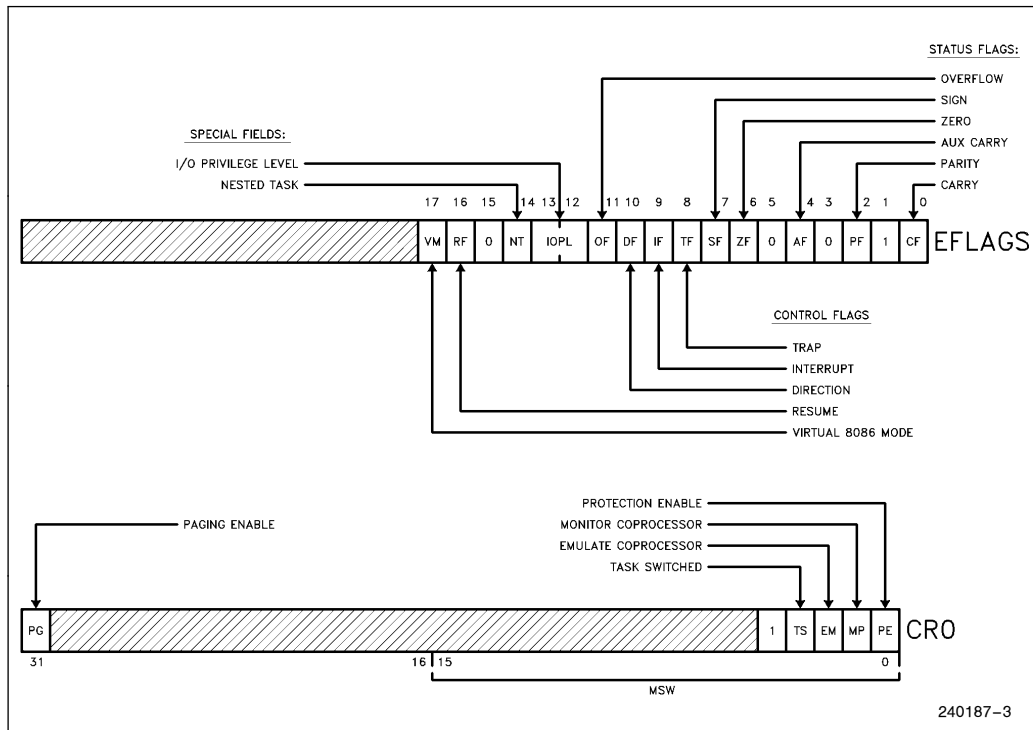 STATUS FLAGS:
OVERFLOW
SIGN
SPECIAL FIELDS:
ZERO
AUX CARRY
I/O PRIVILEGE LEVEL
PARITY
NESTED TASK
CARRY
17 16 15 14 13 12 11 10 9 8 7 6 5 4 3 2 1 0
VM RF 0 NT IOPL OF DF IF TF SF ZF 0 AF 0 PF 1 CF EFLAGS
CONTROL FLAGS
TRAP
INTERRUPT
DIRECTION
RESUME
VIRTUAL 8086 MODE
PROTECTION ENABLE
PAGING ENABLE
MONITOR COPROCESSOR
EMULATE COPROCESSOR
TASK SWITCHED
PG 1 TS EM MP PE CR0
31 16 15 0
MSW
240187-3